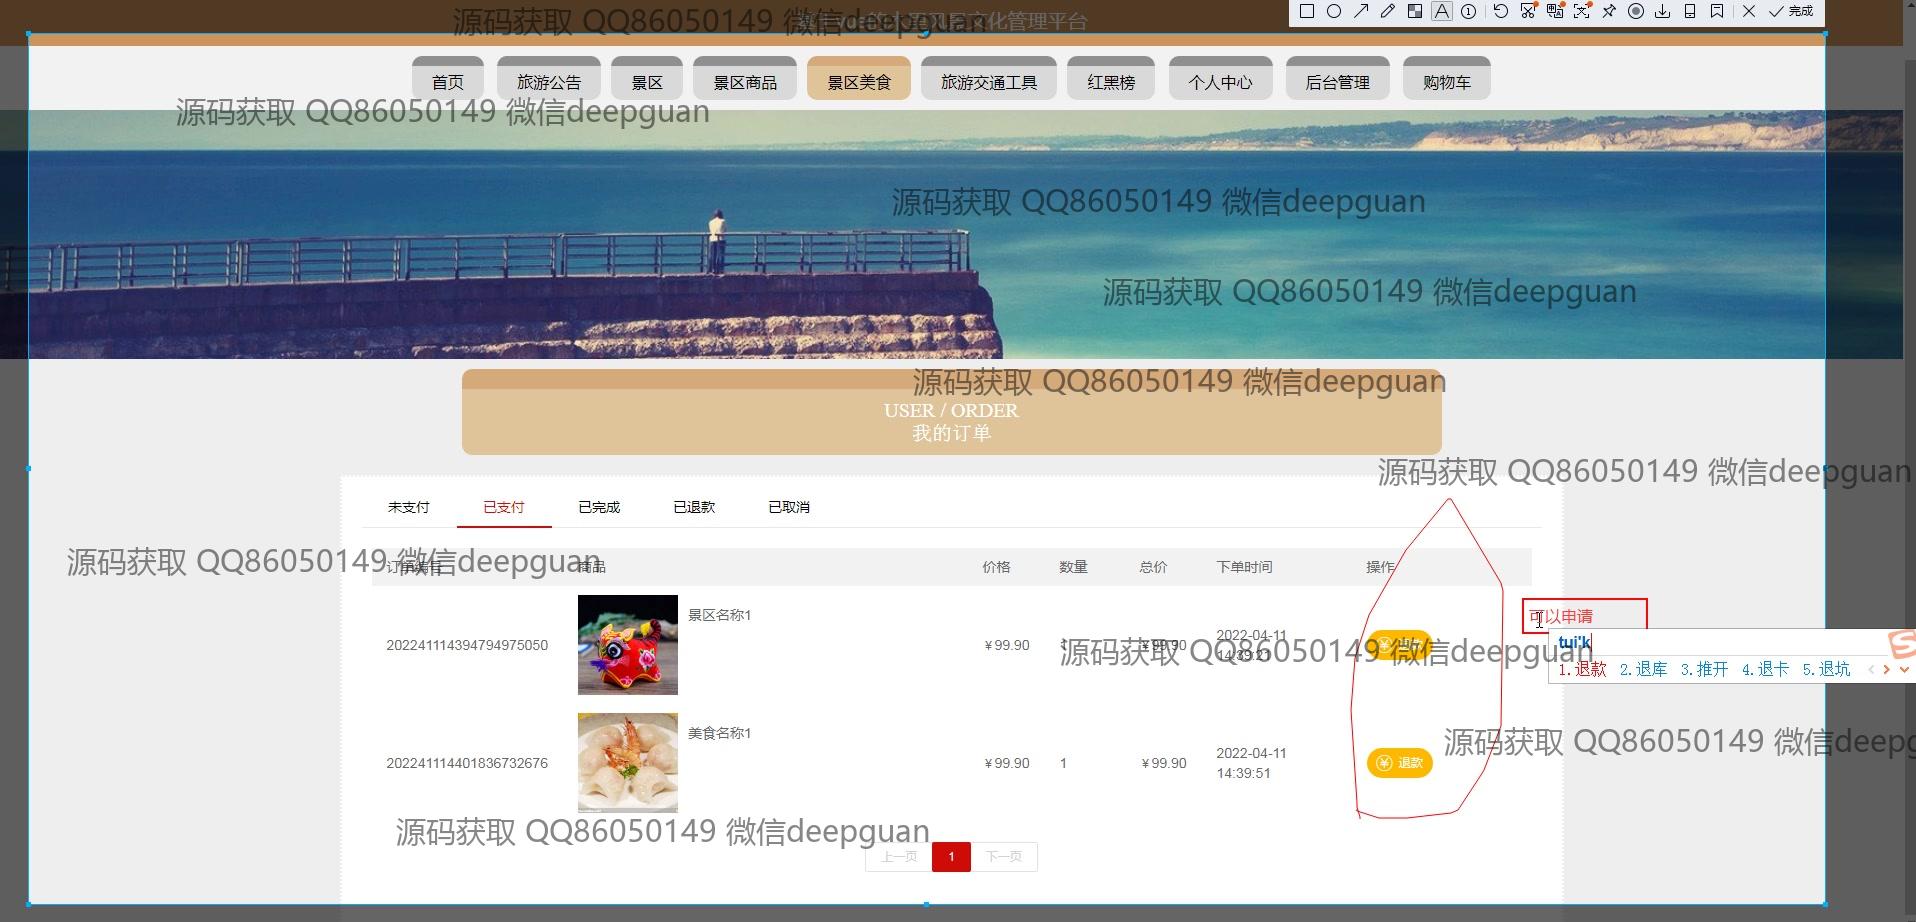 源码获取 QQ86050149 微信deepguan
文化管理平台
完成
首页
旅游公告
景区
景区商品
景区美食
旅游交通工具
红黑榜
个人中心
后台管理
购物车
源码获取 QQ86050149 微信deepguan
源码获取 QQ86050149 微信deepguan
源码获取 QQ86050149 微信deepguan
源码获取 QQ86050149 微信deepguan
USER / ORDER
我的订单
源码获取 QQ86050149 微信deepguan
未支付
已支付
已完成
已退款
已取消
源码获取 QQ86050149 微信deepguan
商品
价格
数量
总价
下单时间
操作
202241114394794975050
景区名称1
￥99.90
￥99.90
2022-04-11
14:39:21
可以申请
tui'k
1.退款 2.退库 3.推开 4.退卡 5.退坑
源码获取 QQ86050149 微信deepguan
202241114401836732676
美食名称1
￥99.90
1
￥99.90
2022-04-11
14:39:51
退款
源码获取 QQ86050149 微信deepg
源码获取 QQ86050149 微信deepguan
上一页
1
下一页